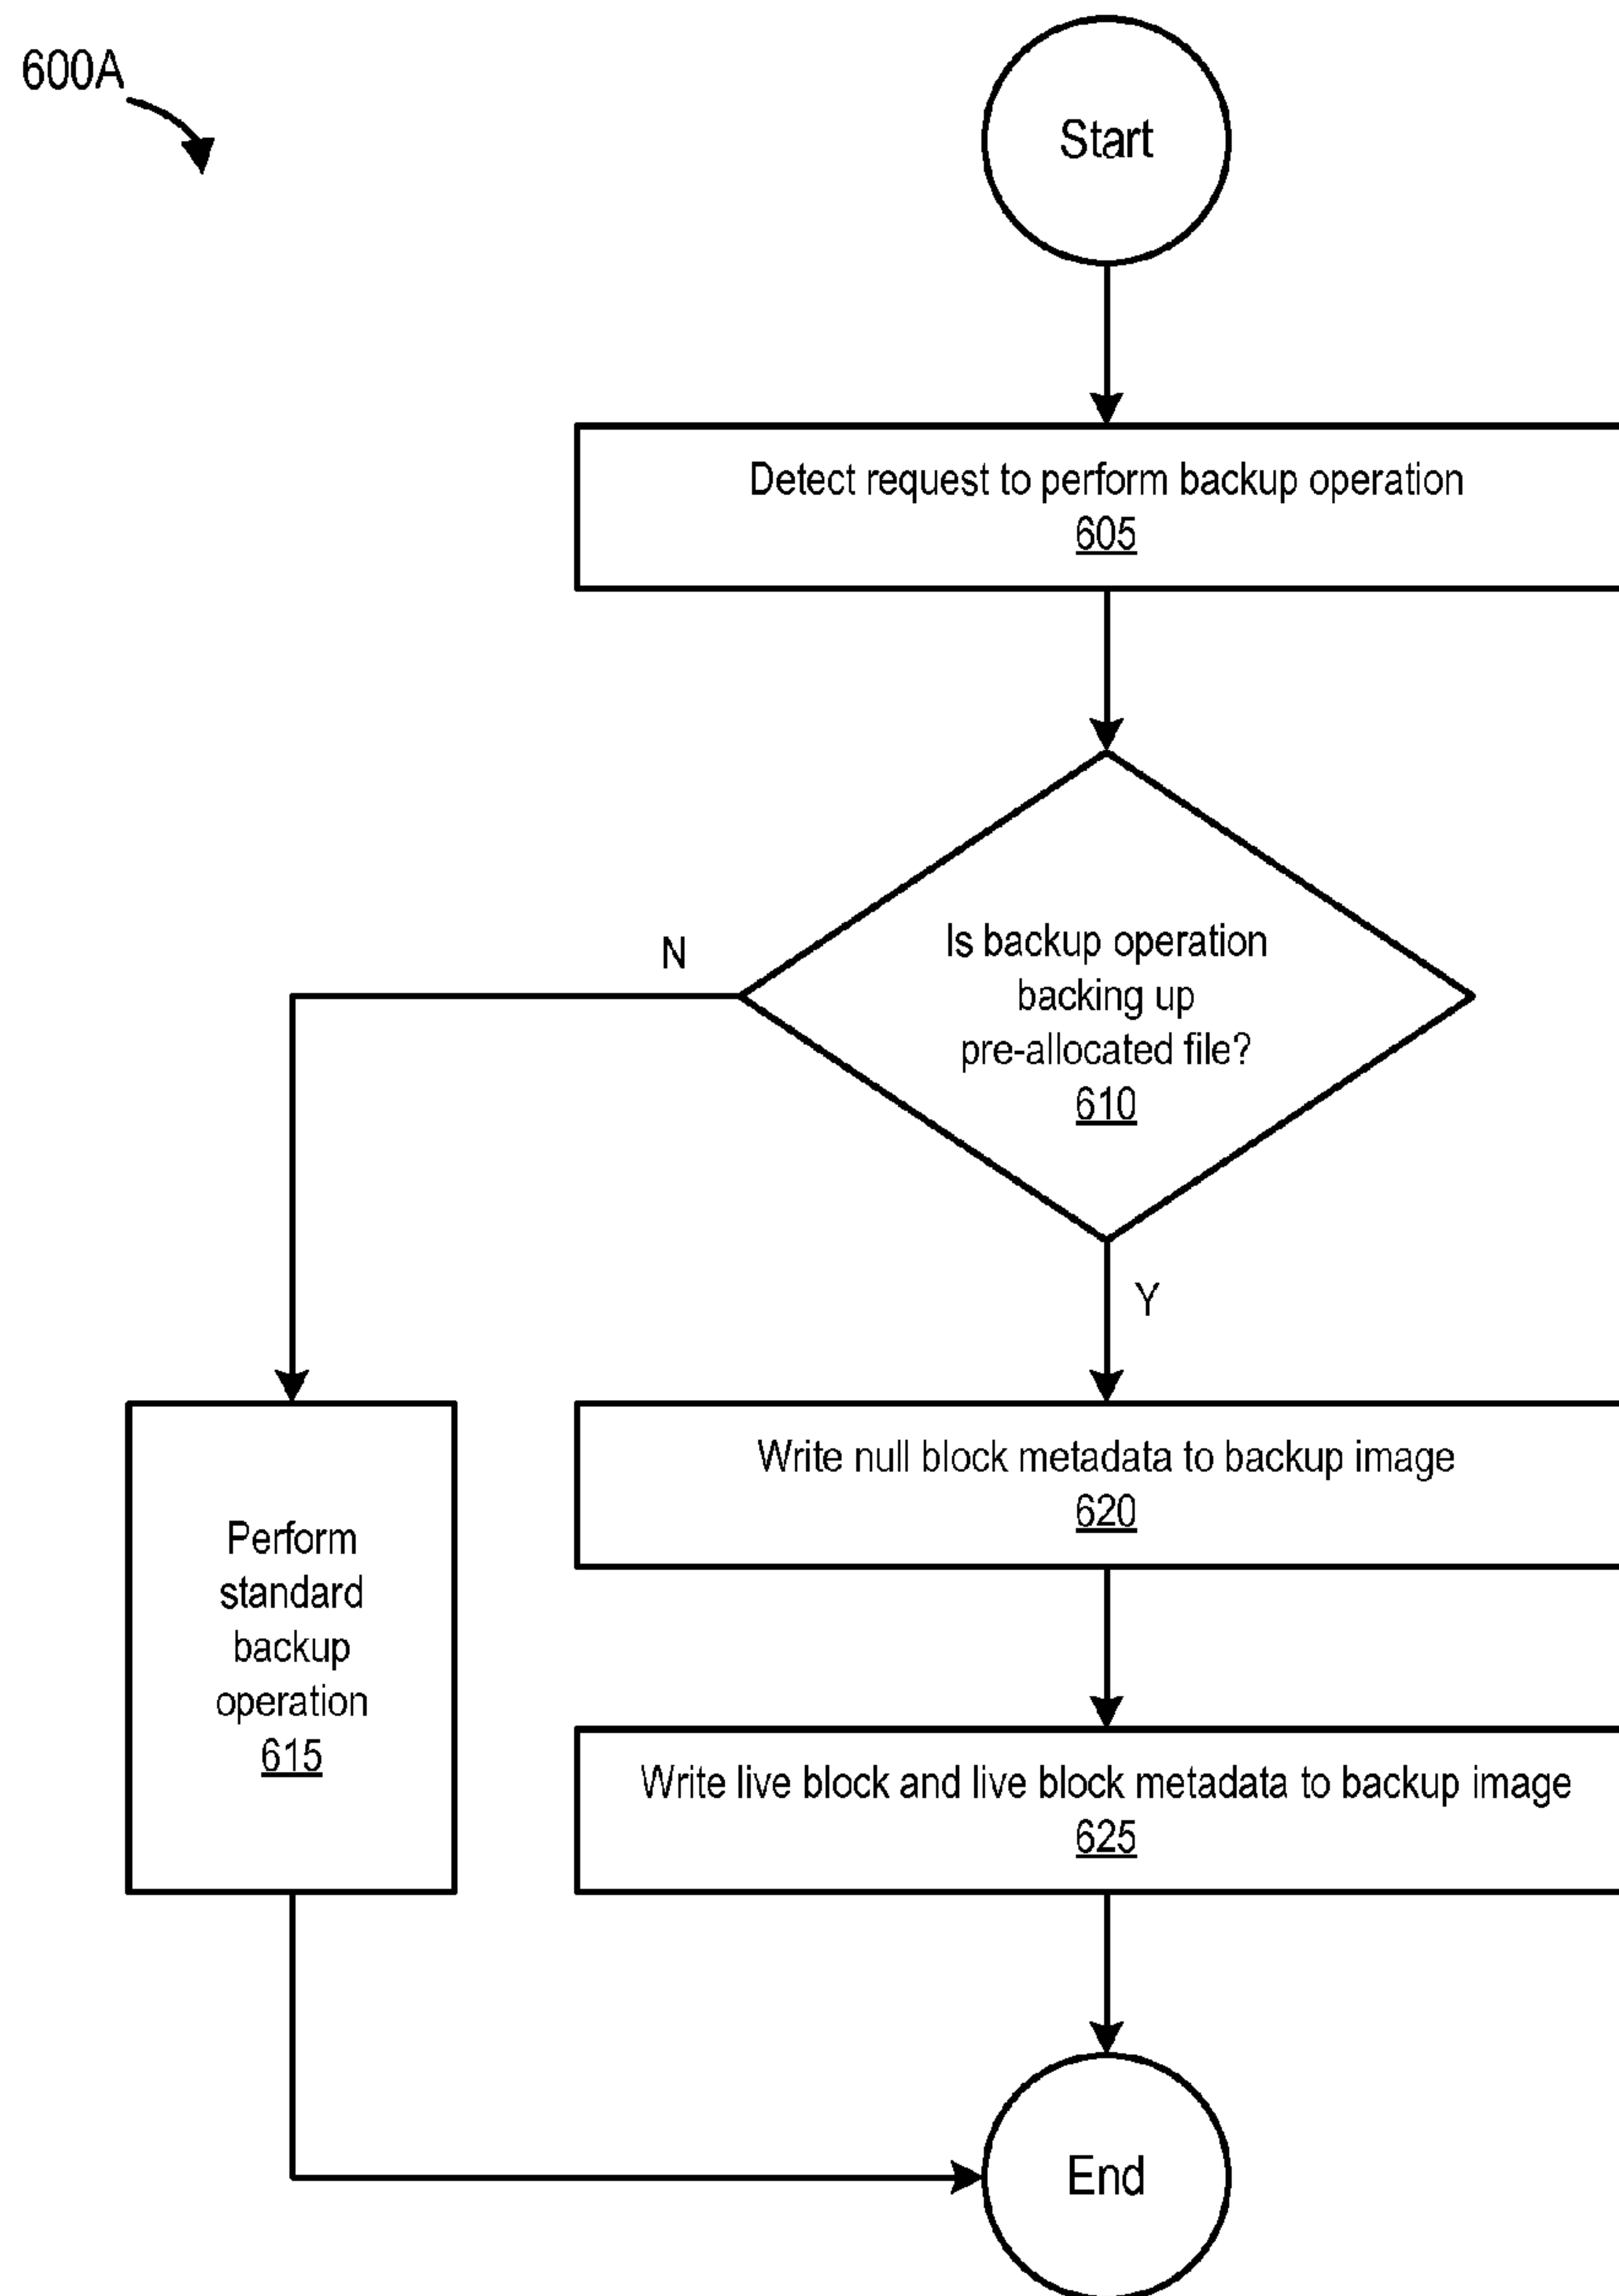 600A
Start
Detect request to perform backup operation
605
Is backup operation
backing up
pre-allocated file?
610
N
Y
Write null block metadata to backup image
620
Perform
standard
backup
operation
615
Write live block and live block metadata to backup image
625
End